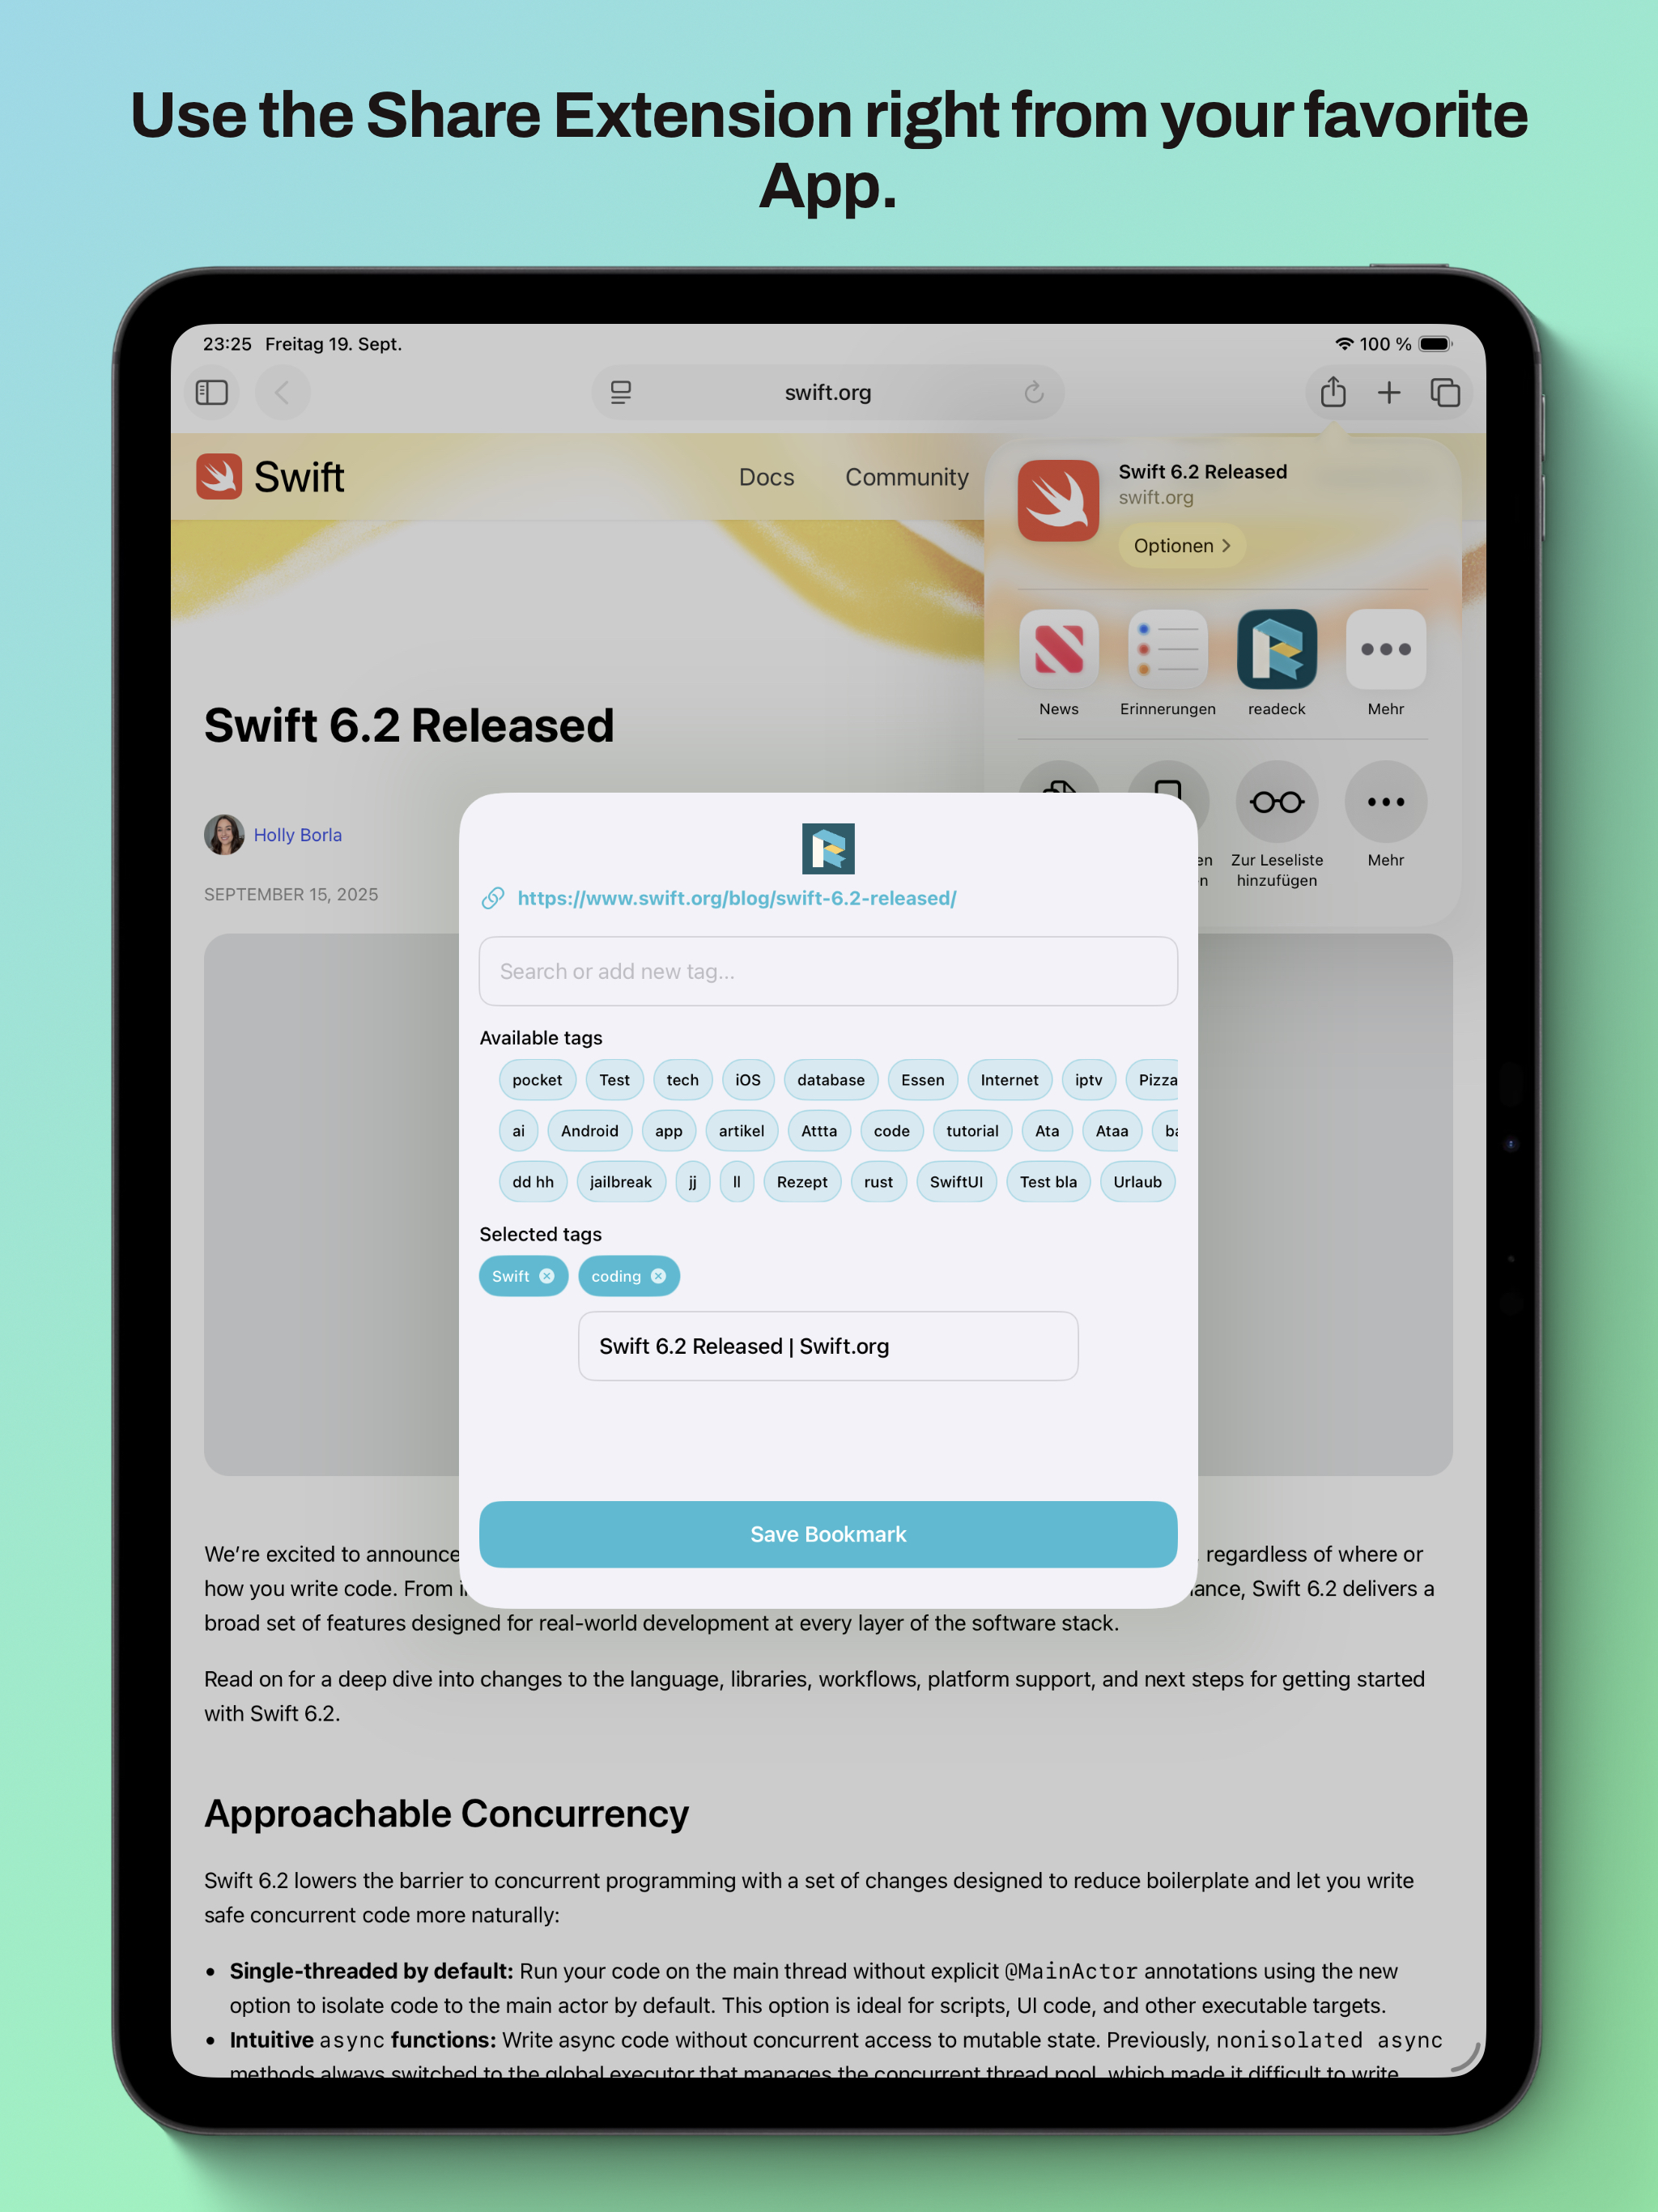 Use the Share Extension right from your favorite
App.
23:25 Freitag 19. Sept.
100 %
swift.org
Swift
Docs
Community
Swift 6.2 Released
swift.org
Optionen
News
Erinnerungen
readeck
Mehr
Swift 6.2 Released
Holly Borla
SEPTEMBER 15, 2025
en
n
Zur Leseliste
hinzufügen
Mehr
https://www.swift.org/blog/swift-6.2-released/
Search or add new tag...
Available tags
pocket Test tech iOS database Essen Internet iptv Pizza
ai Android app artikel Attta code tutorial Ata Ataa ba
dd hh jailbreak jj ll Rezept rust SwiftUI Test bla Urlaub
Selected tags
Swift coding
Swift 6.2 Released | Swift.org
Save Bookmark
We’re excited to announce regardless of where or
how you write code. From ance, Swift 6.2 delivers a
broad set of features designed for real-world development at every layer of the software stack.
Read on for a deep dive into changes to the language, libraries, workflows, platform support, and next steps for getting started
with Swift 6.2.
Approachable Concurrency
Swift 6.2 lowers the barrier to concurrent programming with a set of changes designed to reduce boilerplate and let you write
safe concurrent code more naturally:
• Single-threaded by default: Run your code on the main thread without explicit @MainActor annotations using the new
option to isolate code to the main actor by default. This option is ideal for scripts, UI code, and other executable targets.
• Intuitive async functions: Write async code without concurrent access to mutable state. Previously, nonisolated async
methods always switched to the global executor that manages the concurrent thread pool, which made it difficult to write